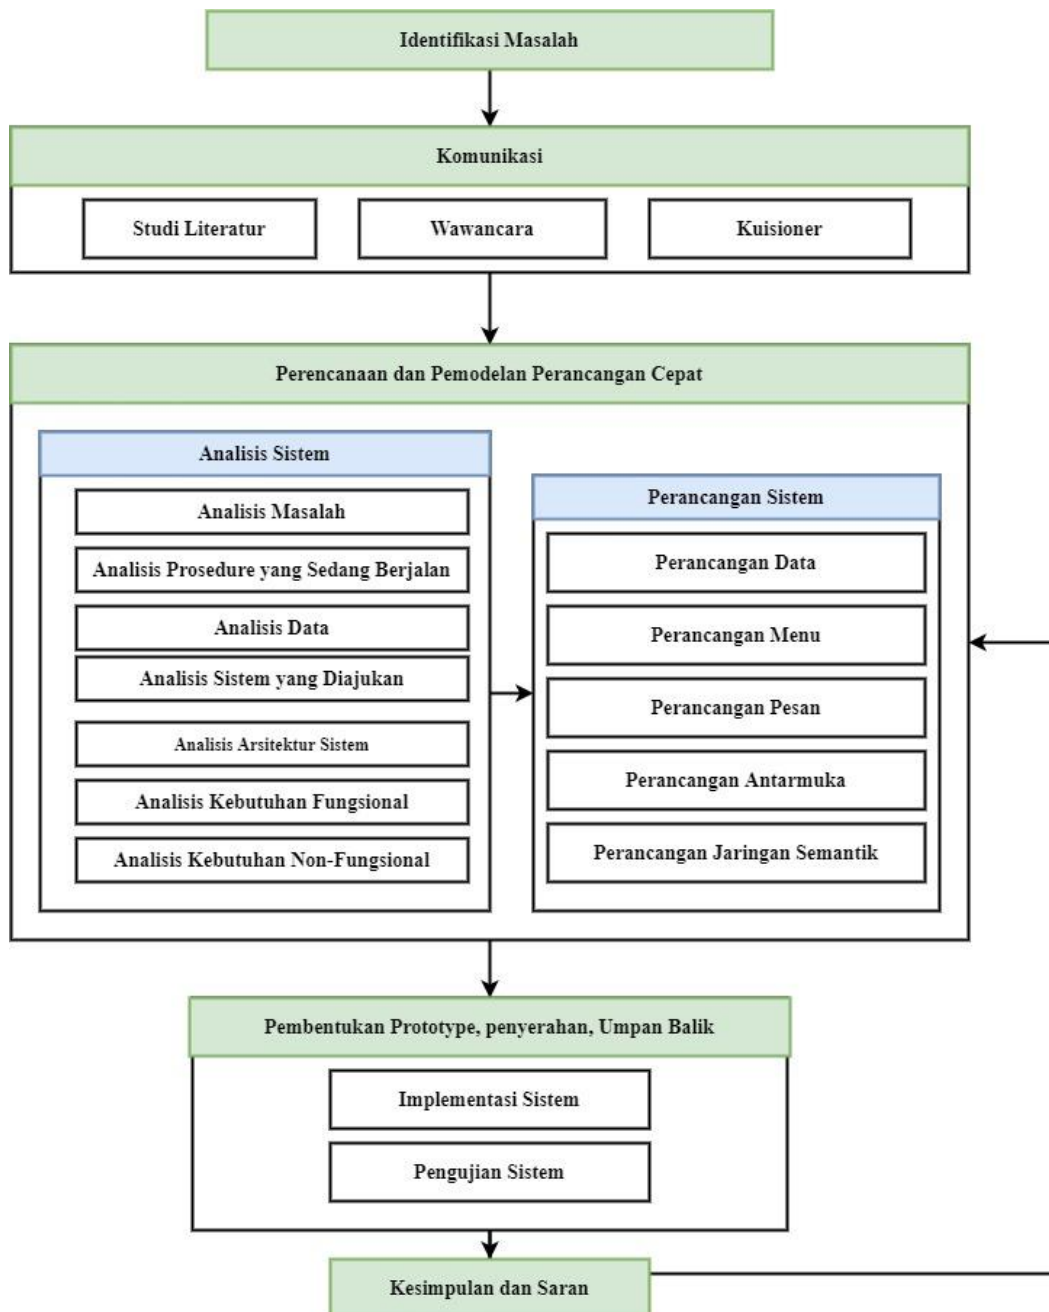 Identifikasi Masalah
Komunikasi
Studi Literatur
Wawancara
Kuisioner
Perencanaan dan Pemodelan Perancangan Cepat
Analisis Sistem
Analisis Masalah
Analisis Prosedure yang Sedang Berjalan
Analisis Data
Analisis Sistem yang Diajukan
Analisis Arsitektur Sistem
Analisis Kebutuhan Fungsional
Analisis Kebutuhan Non-Fungsional
Perancangan Sistem
Perancangan Data
Perancangan Menu
Perancangan Pesan
Perancangan Antarmuka
Perancangan Jaringan Semantik
Pembentukan Prototype, penyerahan, Umpan Balik
Implementasi Sistem
Pengujian Sistem
Kesimpulan dan Saran